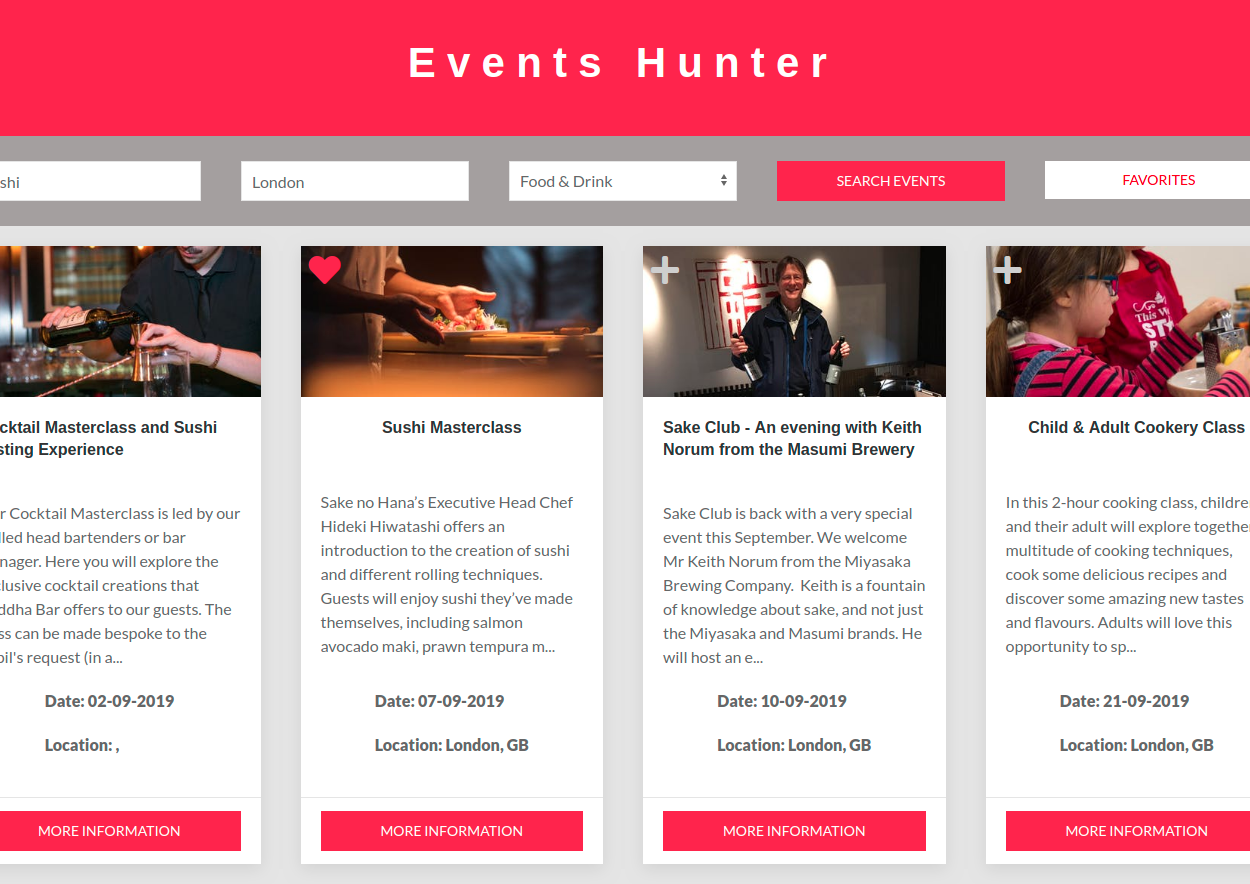 Events Hunter
shi
London
Food & Drink
SEARCH EVENTS
FAVORITES
cktail Masterclass and Sushi
sting Experience
r Cocktail Masterclass is led by our
lled head bartenders or bar
nager. Here you will explore the
clusive cocktail creations that
ddha Bar offers to our guests. The
ss can be made bespoke to the
pil's request (in a...
Date: 02-09-2019
Location: ,
MORE INFORMATION
Sushi Masterclass
Sake no Hana’s Executive Head Chef
Hideki Hiwatashi offers an
introduction to the creation of sushi
and different rolling techniques.
Guests will enjoy sushi they’ve made
themselves, including salmon
avocado maki, prawn tempura m...
Date: 07-09-2019
Location: London, GB
MORE INFORMATION
Sake Club - An evening with Keith
Norum from the Masumi Brewery
Sake Club is back with a very special
event this September. We welcome
Mr Keith Norum from the Miyasaka
Brewing Company.  Keith is a fountain
of knowledge about sake, and not just
the Miyasaka and Masumi brands. He
will host an e...
Date: 10-09-2019
Location: London, GB
MORE INFORMATION
This W
ST
Child & Adult Cookery Class
In this 2-hour cooking class, childre
and their adult will explore together
multitude of cooking techniques,
cook some delicious recipes and
discover some amazing new tastes
and flavours. Adults will love this
opportunity to sp...
Date: 21-09-2019
Location: London, GB
MORE INFORMATION